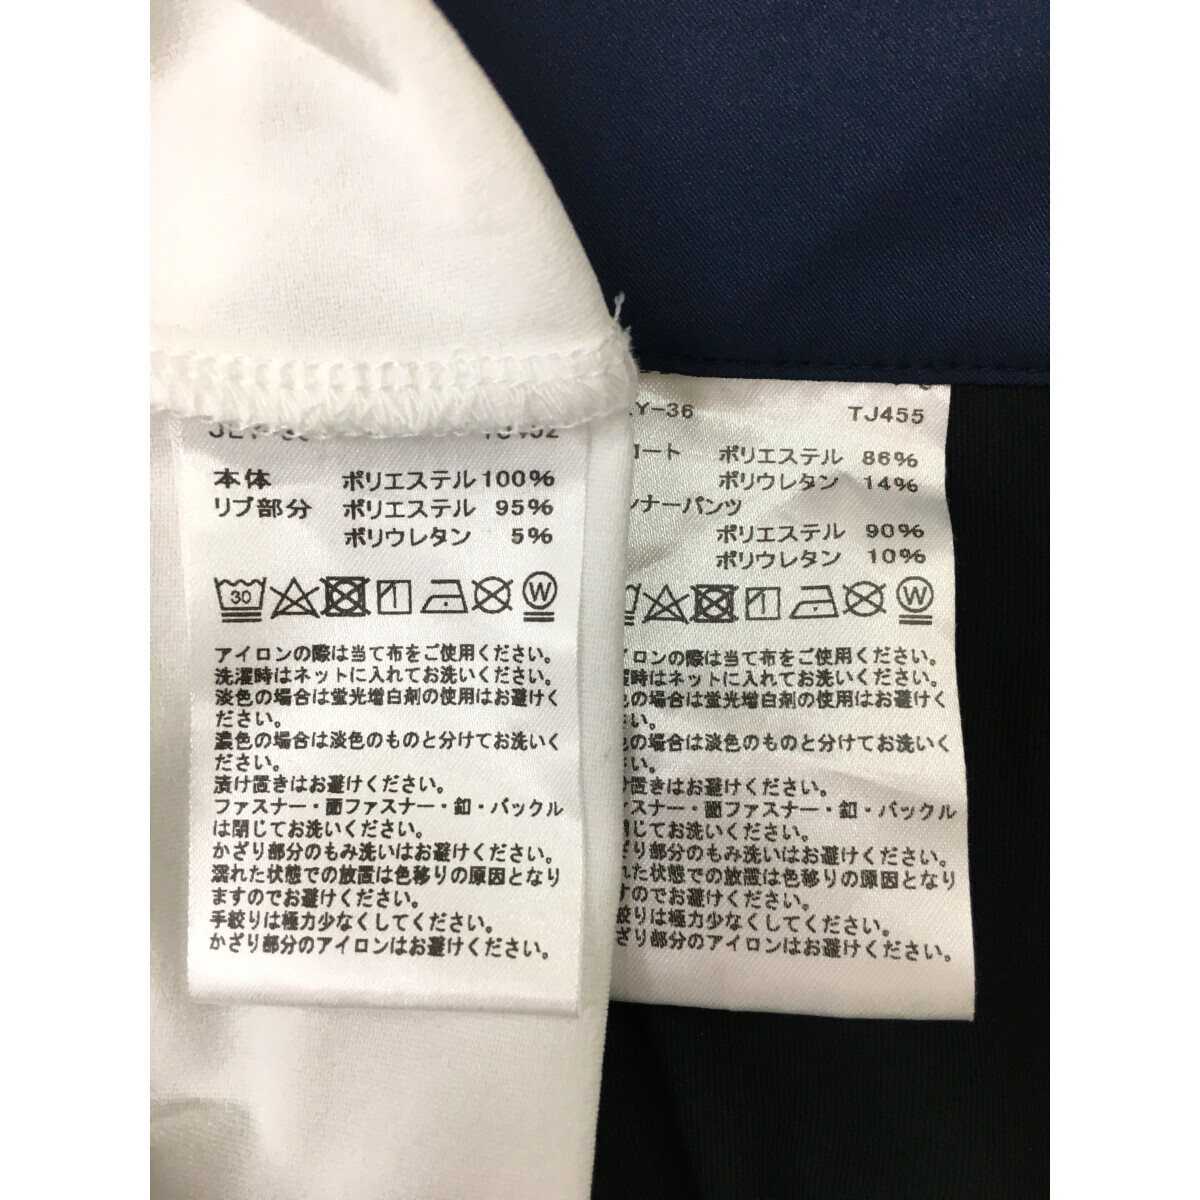 本体 ポリエステル 100%
リブ部分 ポリエステル 95%
ポリウレタン 5%
30
W
アイロンの際は当て布をご使用ください。
洗濯時はネットに入れてお洗いください。
淡色の場合は蛍光増白剤の使用はお避けく
ださい。
濃色の場合は淡色のものと分けてお洗いく
ださい。
漬け置きはお避けください。
ファスナー・面ファスナー・釦・バックル
は閉じてお洗いください。
かざり部分のもみ洗いはお避けください。
濡れた状態での放置は色移りの原因となり
ますのでお避けください。
手絞りは極力少なくしてください。
かざり部分のアイロンはお避けください。
Y-36 TJ455
ート ポリエステル 86%
ポリウレタン 14%
ナーパンツ
ポリエステル 90%
ポリウレタン 10%
W
ロンの際は当て布をご使用ください。
時はネットに入れてお洗いください。
の場合は蛍光増白剤の使用はお避けく
い。
の場合は淡色のものと分けてお洗いく
い。
置きはお避けください。
スナー・面ファスナー・釦・バックル
閉じてお洗いください。
り部分のもみ洗いはお避けください。
れた状態での放置は色移りの原因となり
すのでお避けください。
絞りは極力少なくしてください。
ざり部分のアイロンはお避けください。